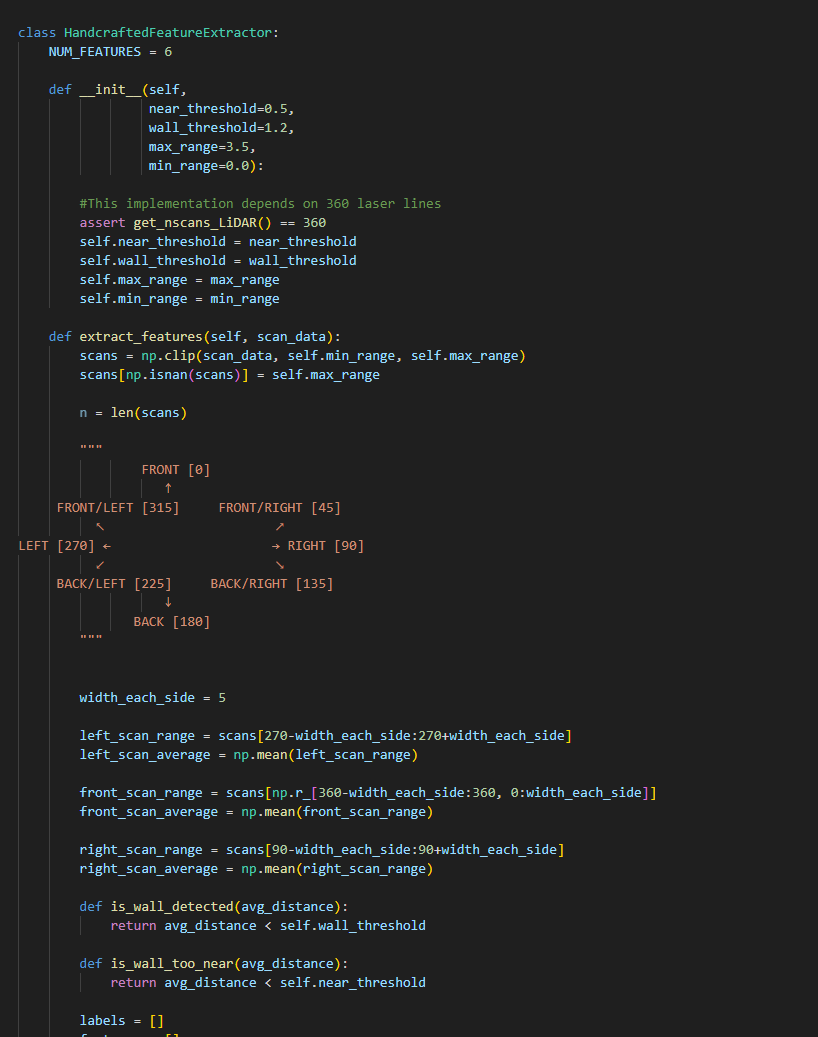 class HandcraftedFeatureExtractor:
    NUM_FEATURES = 6

    def __init__(self,
                 near_threshold=0.5,
                 wall_threshold=1.2,
                 max_range=3.5,
                 min_range=0.0):

        #This implementation depends on 360 laser lines
        assert get_nscans_LiDAR() == 360
        self.near_threshold = near_threshold
        self.wall_threshold = wall_threshold
        self.max_range = max_range
        self.min_range = min_range

    def extract_features(self, scan_data):
        scans = np.clip(scan_data, self.min_range, self.max_range)
        scans[np.isnan(scans)] = self.max_range

        n = len(scans)

        """
                FRONT [0]
                   ↑
     FRONT/LEFT [315]     FRONT/RIGHT [45]
          ↖                      ↗
LEFT [270] ←                     → RIGHT [90]
          ↙                      ↘
     BACK/LEFT [225]     BACK/RIGHT [135]
                   ↓
               BACK [180]
        """

        width_each_side = 5

        left_scan_range = scans[270-width_each_side:270+width_each_side]
        left_scan_average = np.mean(left_scan_range)

        front_scan_range = scans[np.r_[360-width_each_side:360, 0:width_each_side]]
        front_scan_average = np.mean(front_scan_range)

        right_scan_range = scans[90-width_each_side:90+width_each_side]
        right_scan_average = np.mean(right_scan_range)

        def is_wall_detected(avg_distance):
            return avg_distance < self.wall_threshold

        def is_wall_too_near(avg_distance):
            return avg_distance < self.near_threshold

        labels = []